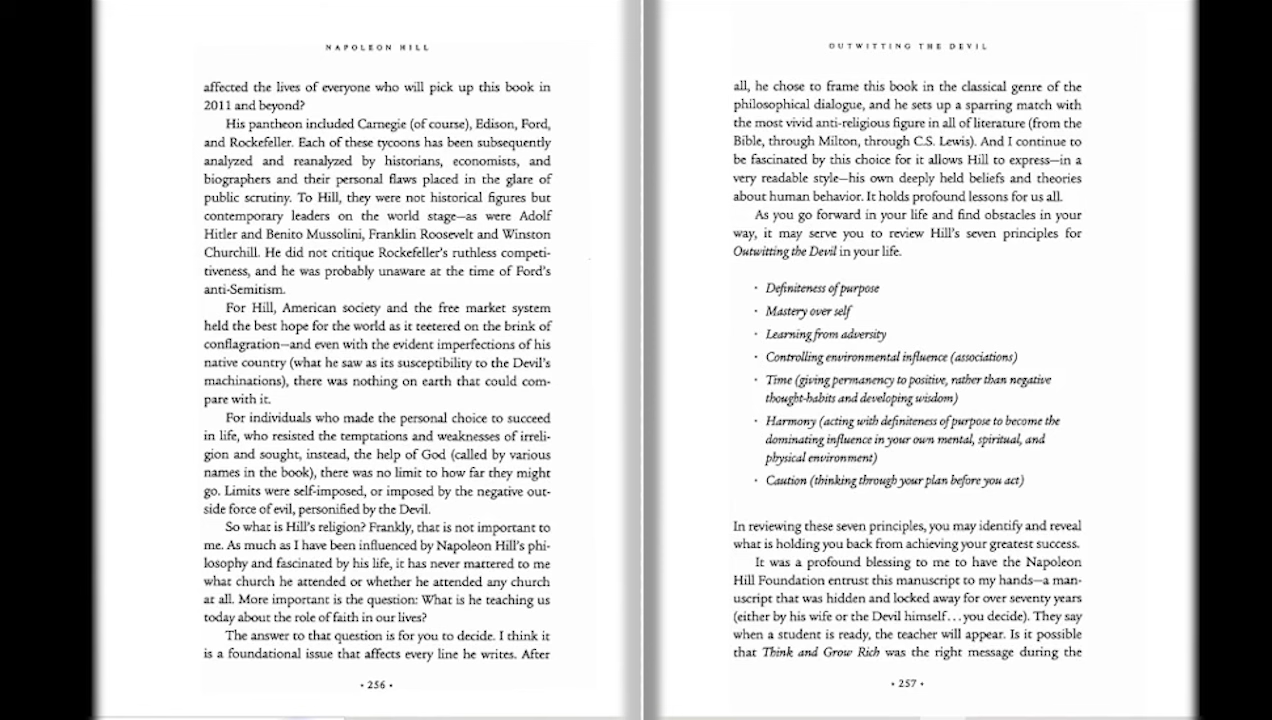 NAPOLEON HILL
affected the lives of everyone who will pick up this book in
2011 and beyond?
His pantheon included Carnegie (of course), Edison, Ford,
and Rockefeller. Each of these tycoons has been subsequently
analyzed and reanalyzed by historians, economists, and
biographers and their personal flaws placed in the glare of
public scrutiny. To Hill, they were not historical figures but
contemporary leaders on the world stage—as were Adolf
Hitler and Benito Mussolini, Franklin Roosevelt and Winston
Churchill. He did not critique Rockefeller's ruthless competi-
tiveness, and he was probably unaware at the time of Ford's
anti-Semitism.
For Hill, American society and the free market system
held the best hope for the world as it teetered on the brink of
conflagration—and even with the evident imperfections of his
native country (what he saw as its susceptibility to the Devil's
machinations), there was nothing on earth that could com-
pare with it.
For individuals who made the personal choice to succeed
in life, who resisted the temptations and weaknesses of irreli-
gion and sought, instead, the help of God (called by various
names in the book), there was no limit to how far they might
go. Limits were self-imposed, or imposed by the negative out-
side force of evil, personified by the Devil.
So what is Hill's religion? Frankly, that is not important to
me. As much as I have been influenced by Napoleon Hill's phi-
losophy and fascinated by his life, it has never mattered to me
what church he attended or whether he attended any church
at all. More important is the question: What is he teaching us
today about the role of faith in our lives?
The answer to that question is for you to decide. I think it
is a foundational issue that affects every line he writes. After
• 256 •
OUTWITTING THE DEVIL
all, he chose to frame this book in the classical genre of the
philosophical dialogue, and he sets up a sparring match with
the most vivid anti-religious figure in all of literature (from the
Bible, through Milton, through C.S. Lewis). And I continue to
be fascinated by this choice for it allows Hill to express—in a
very readable style—his own deeply held beliefs and theories
about human behavior. It holds profound lessons for us all.
As you go forward in your life and find obstacles in your
way, it may serve you to review Hill's seven principles for
Outwitting the Devil in your life.
• Definiteness of purpose
• Mastery over self
• Learning from adversity
• Controlling environmental influence (associations)
• Time (giving permanency to positive, rather than negative
thought-habits and developing wisdom)
• Harmony (acting with definiteness of purpose to become the
dominating influence in your own mental, spiritual, and
physical environment)
• Caution (thinking through your plan before you act)
In reviewing these seven principles, you may identify and reveal
what is holding you back from achieving your greatest success.
It was a profound blessing to me to have the Napoleon
Hill Foundation entrust this manuscript to my hands—a man-
uscript that was hidden and locked away for over seventy years
(either by his wife or the Devil himself...you decide). They say
when a student is ready, the teacher will appear. Is it possible
that Think and Grow Rich was the right message during the
• 257 •